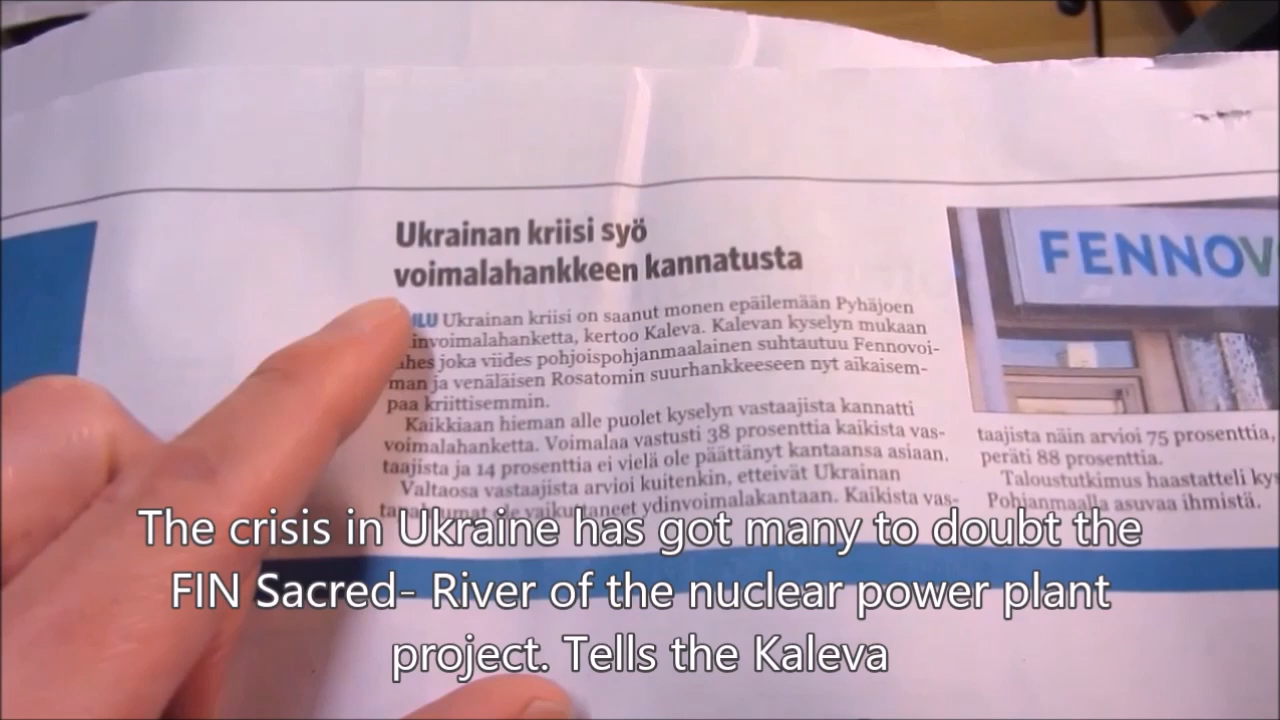 Ukrainan kriisi syö
voimalahankkeen kannatusta
Ukrainan kriisi on saanut monen epäilemään Pyhäjoen
kertoo Kaleva. Kalevan kyselyn mukaan
joka viides pohjoispohjanmaalainen suhtautuu Fennovoi-
man ja venäläisen Rosatomin suurhankkeeseen nyt aikaisem-
paa kriittisemmin.
Kaikkiaan hieman alle puolet kyselyn vastaajista kannatti
voimalahanketta. Voimalaa vastusti 38 prosenttia kaikista vas-
taajista ja 14 prosenttia ei vielä ole päättänyt kantaansa asiaan.
Valtaosa vastaajista arvioi kuitenkin, etteivät Ukrainan
ydinvoimalakantaan. Kaikista vas-
FENNOV
taajista näin arvioi 75 prosenttia,
peräti 88 prosenttia.
Taloustutkimus haastatteli
Pohjanmaalla asuvaa ihmistä.
The crisis in Ukraine has got many to doubt the
FIN Sacred- River of the nuclear power plant
project. Tells the Kaleva